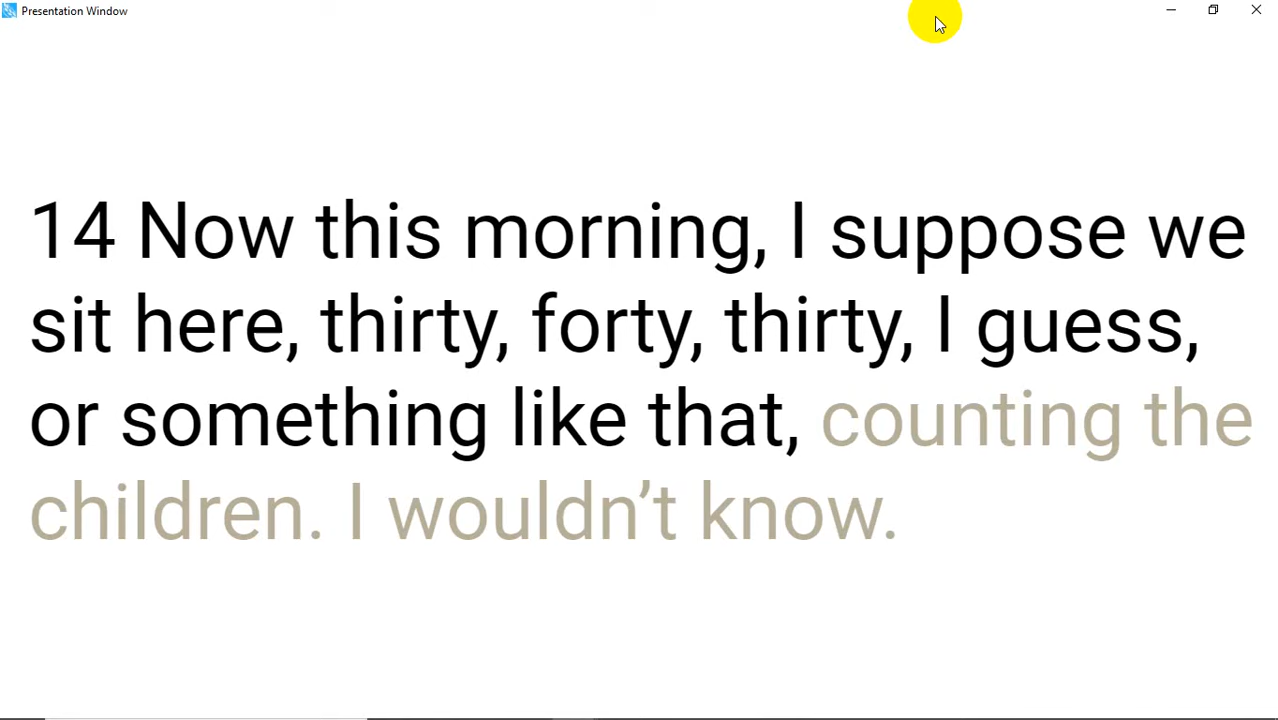 Presentation Window
14 Now this morning, I suppose we
sit here, thirty, forty, thirty, I guess,
or something like that, counting the
children. I wouldn’t know.